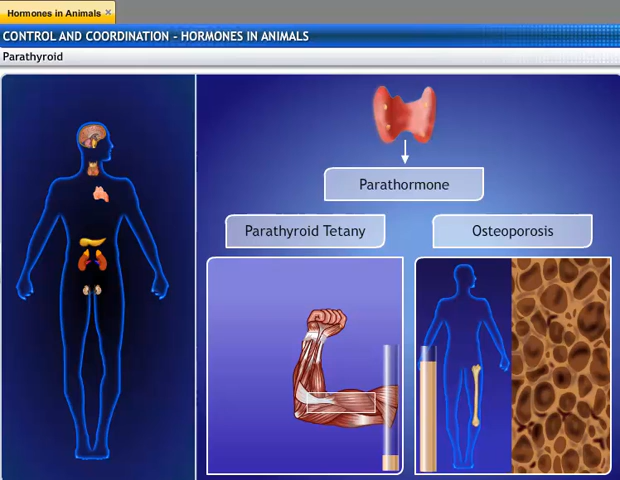 Hormones in Animals
CONTROL AND COORDINATION - HORMONES IN ANIMALS
Parathyroid
Parathormone
Parathyroid Tetany
Osteoporosis